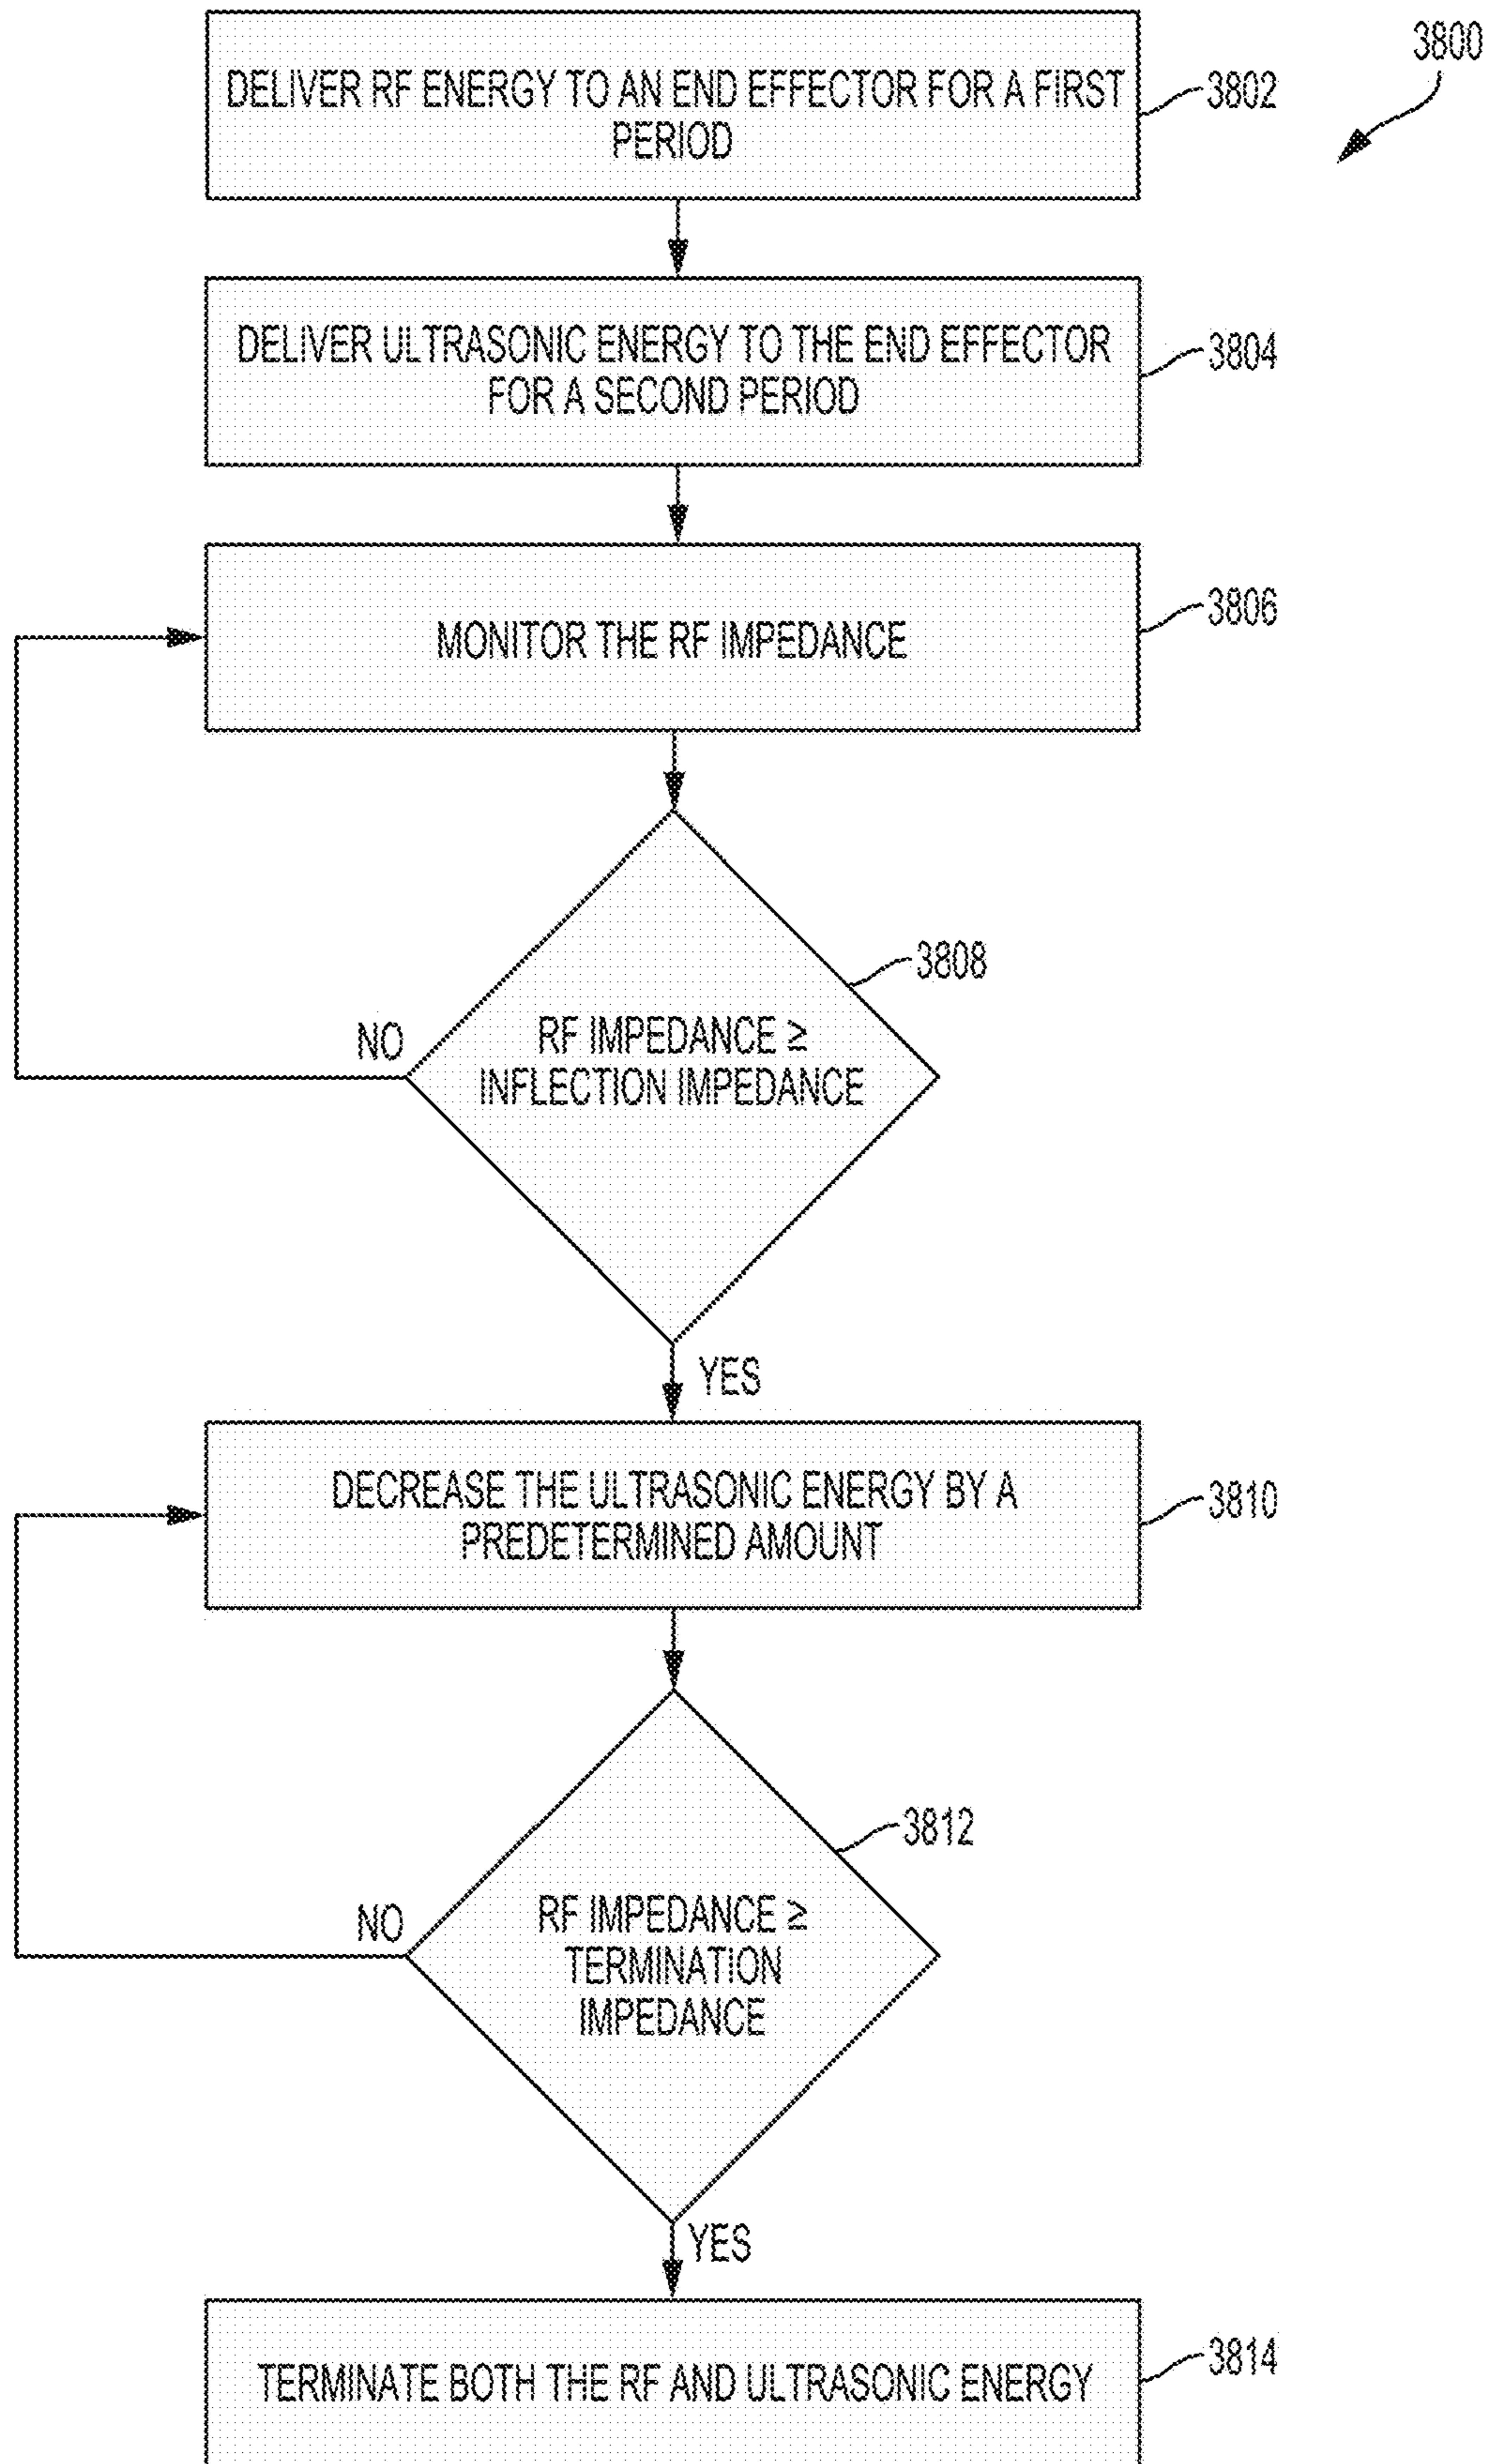 3800
DELIVER RF ENERGY TO AN END EFFECTOR FOR A FIRST
PERIOD
3802
DELIVER ULTRASONIC ENERGY TO THE END EFFECTOR
FOR A SECOND PERIOD
3804
MONITOR THE RF IMPEDANCE
3806
3808
RF IMPEDANCE ≥
INFLECTION IMPEDANCE
NO
YES
DECREASE THE ULTRASONIC ENERGY BY A
PREDETERMINED AMOUNT
3810
3812
RF IMPEDANCE ≥
TERMINATION
IMPEDANCE
NO
YES
TERMINATE BOTH THE RF AND ULTRASONIC ENERGY
3814